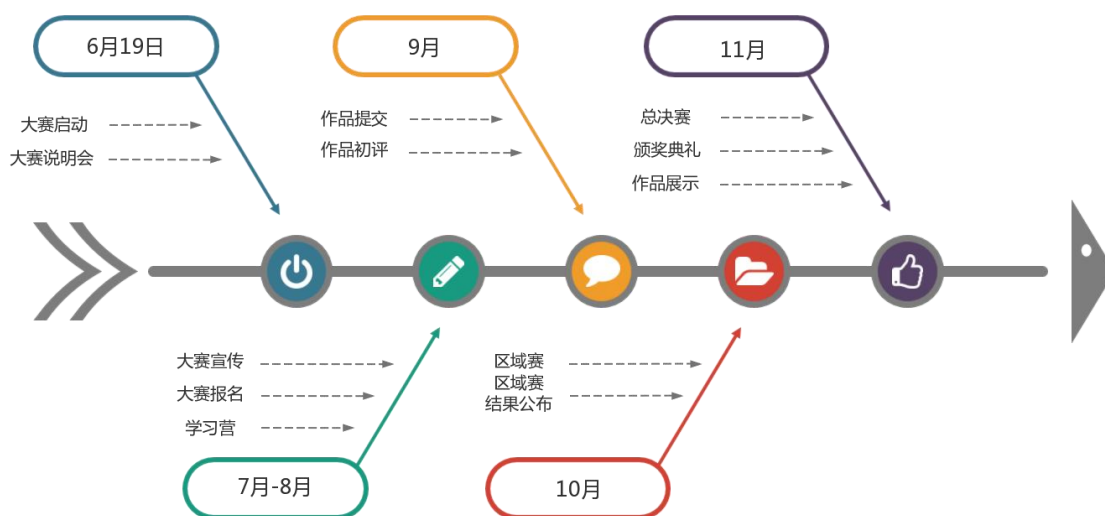 6月19日
大赛启动
大赛说明会
7月-8月
大赛宣传
大赛报名
学习营
9月
作品提交
作品初评
10月
区域赛
区域赛
结果公布
11月
总决赛
颁奖典礼
作品展示